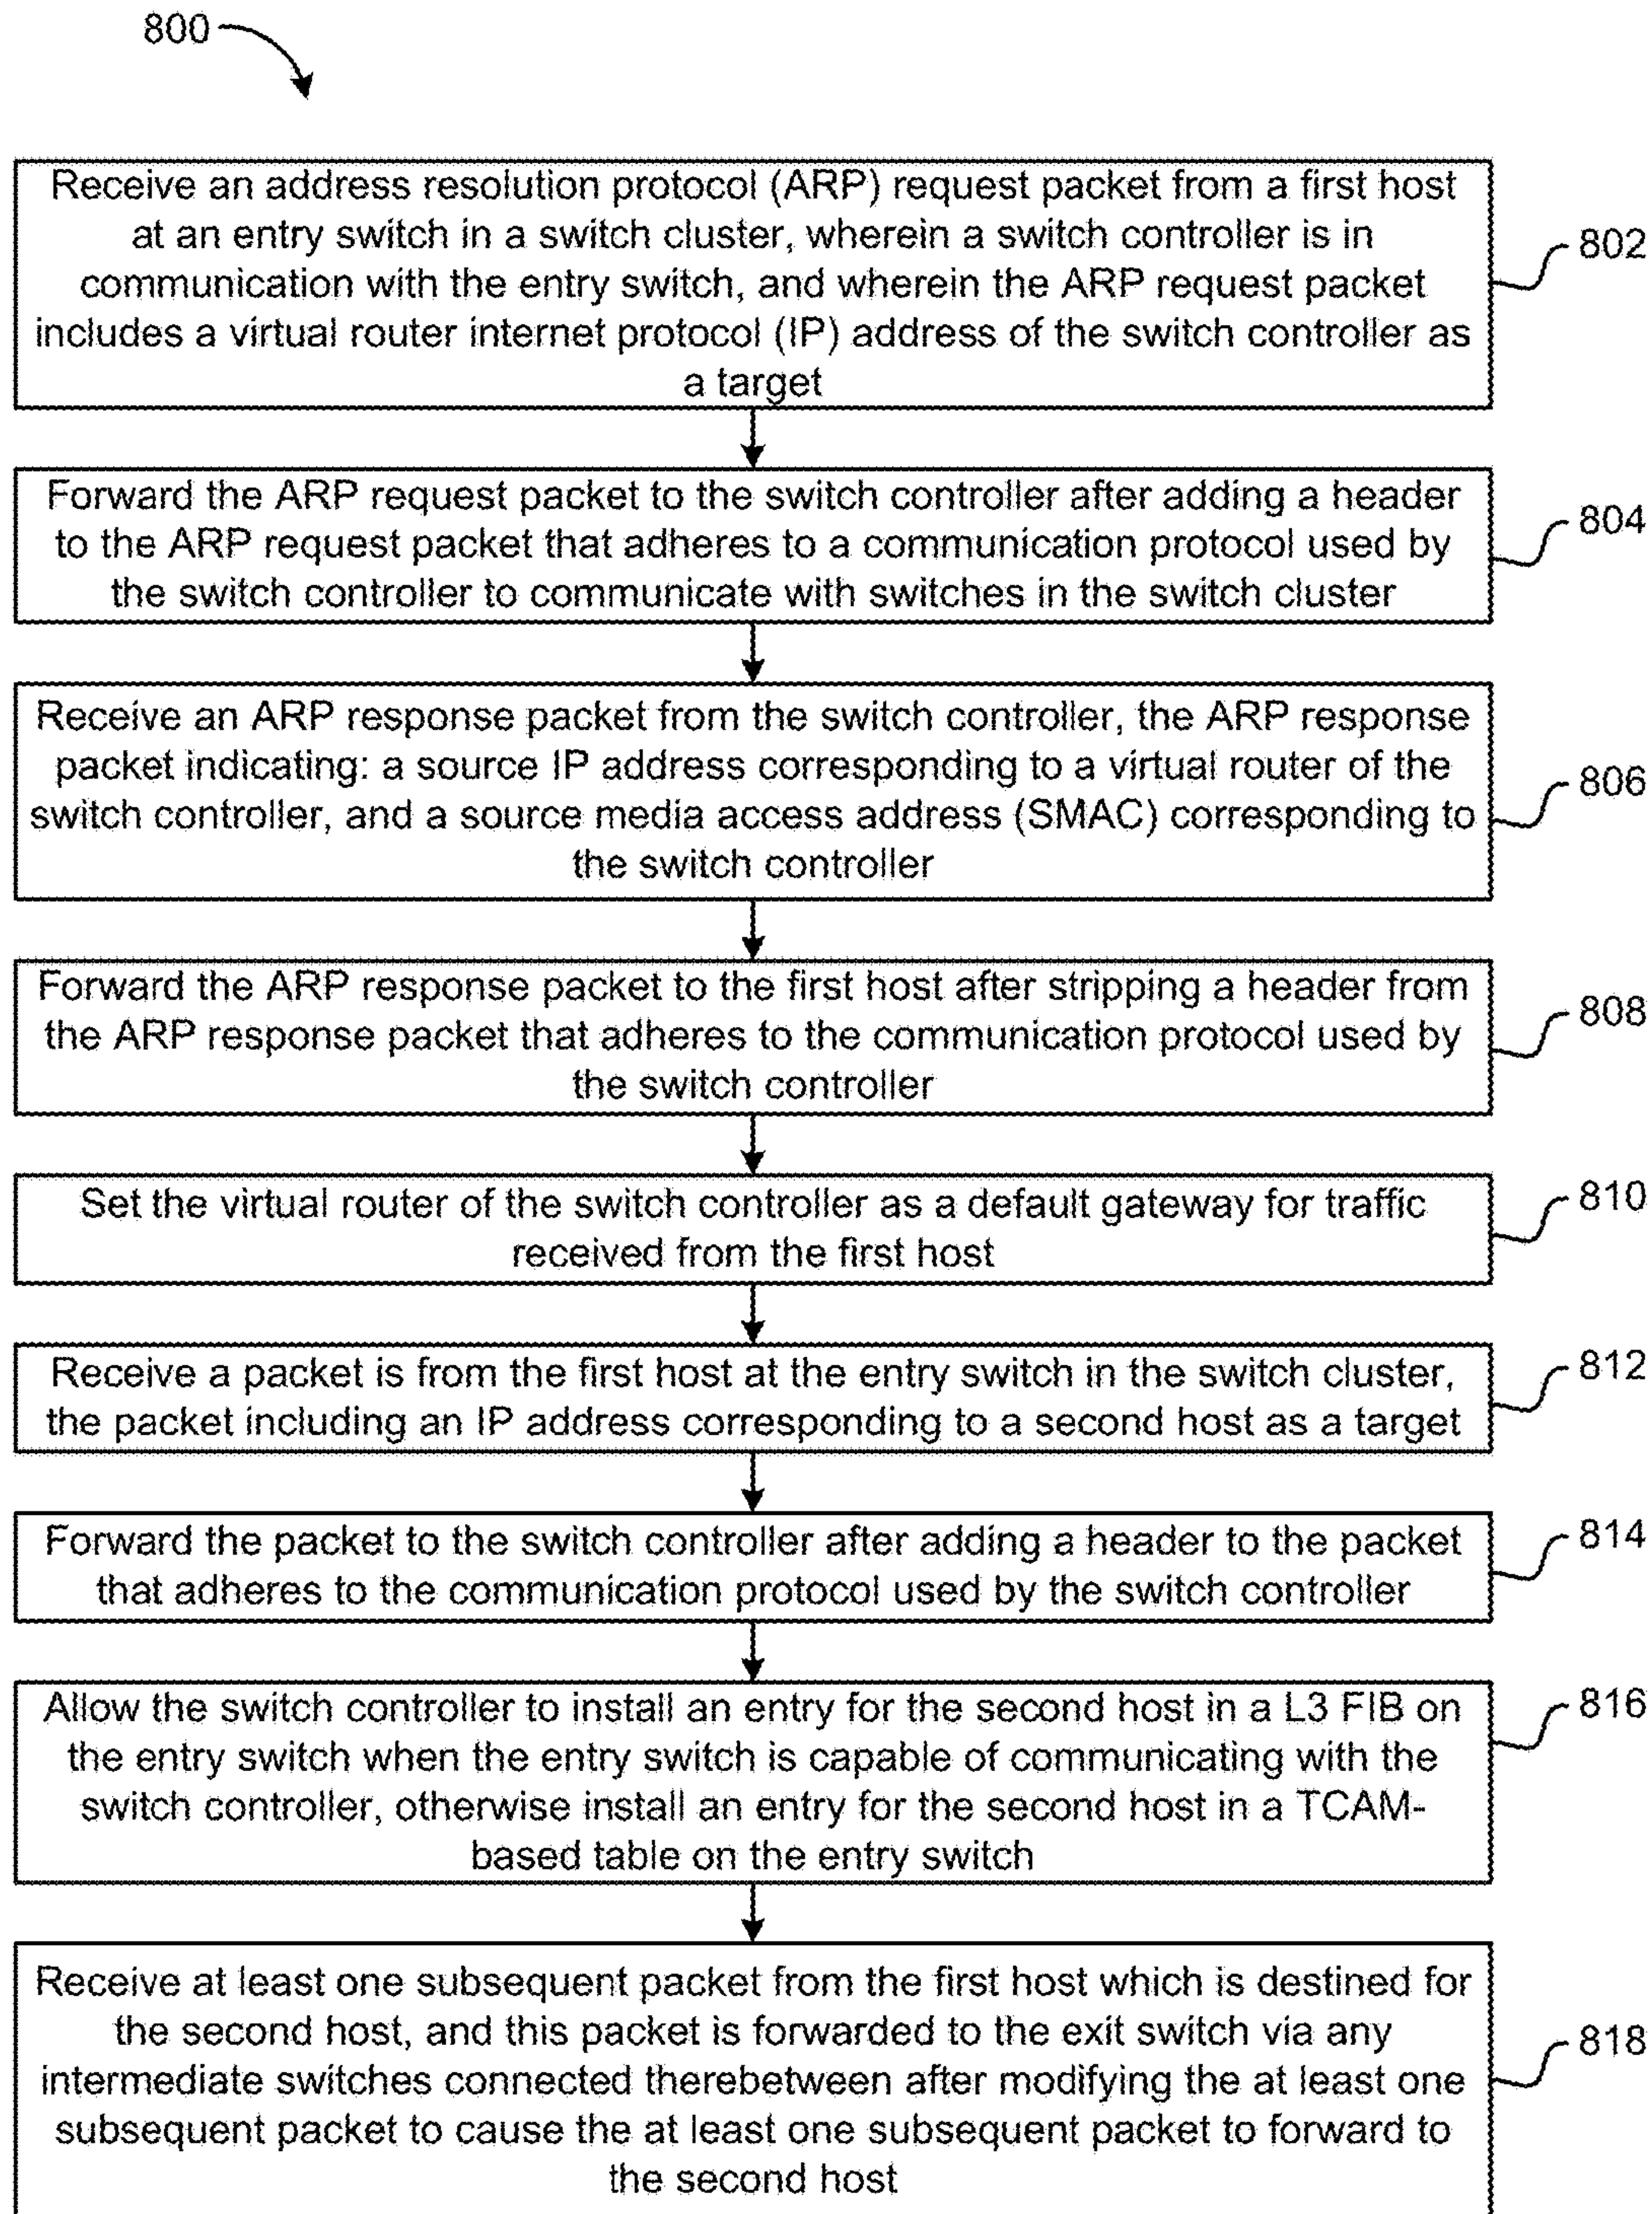 800
Receive an address resolution protocol (ARP) request packet from a first host
at an entry switch in a switch cluster, wherein a switch controller is in
communication with the entry switch, and wherein the ARP request packet
includes a virtual router internet protocol (IP) address of the switch controller as
a target
802
Forward the ARP request packet to the switch controller after adding a header
to the ARP request packet that adheres to a communication protocol used by
the switch controller to communicate with switches in the switch cluster
804
Receive an ARP response packet from the switch controller, the ARP response
packet indicating: a source IP address corresponding to a virtual router of the
switch controller, and a source media access address (SMAC) corresponding to
the switch controller
806
Forward the ARP response packet to the first host after stripping a header from
the ARP response packet that adheres to the communication protocol used by
the switch controller
808
Set the virtual router of the switch controller as a default gateway for traffic
received from the first host
810
Receive a packet is from the first host at the entry switch in the switch cluster,
the packet including an IP address corresponding to a second host as a target
812
Forward the packet to the switch controller after adding a header to the packet
that adheres to the communication protocol used by the switch controller
814
Allow the switch controller to install an entry for the second host in a L3 FIB on
the entry switch when the entry switch is capable of communicating with the
switch controller, otherwise install an entry for the second host in a TCAM-
based table on the entry switch
816
Receive at least one subsequent packet from the first host which is destined for
the second host, and this packet is forwarded to the exit switch via any
intermediate switches connected therebetween after modifying the at least one
subsequent packet to cause the at least one subsequent packet to forward to
the second host
818